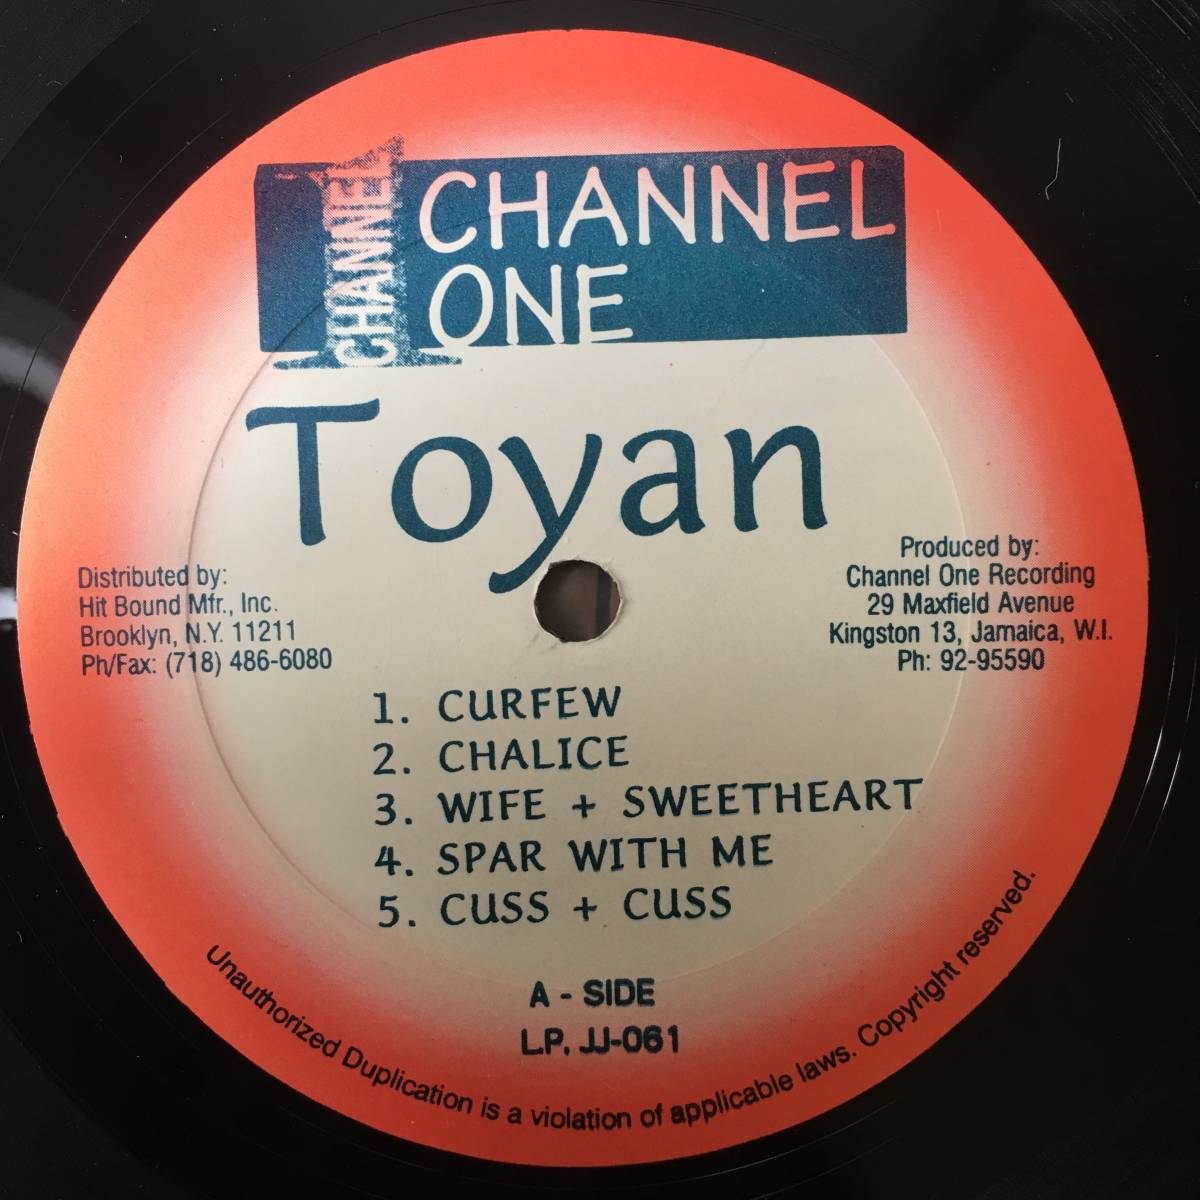 CHANNEL
CHANNEL
ONE
Toyan
Distributed by:
Hit Bound Mfr., Inc.
Brooklyn, N.Y. 11211
Ph/Fax: (718) 486-6080
Produced by:
Channel One Recording
29 Maxfield Avenue
Kingston 13, Jamaica, W.I.
Ph: 92-95590
1. CURFEW
2. CHALICE
3. WIFE + SWEETHEART
4. SPAR WITH ME
5. CUSS + CUSS
A - SIDE
L.P. JJ-061
Unauthorized Duplication is a violation of applicable laws. Copyright reserved.